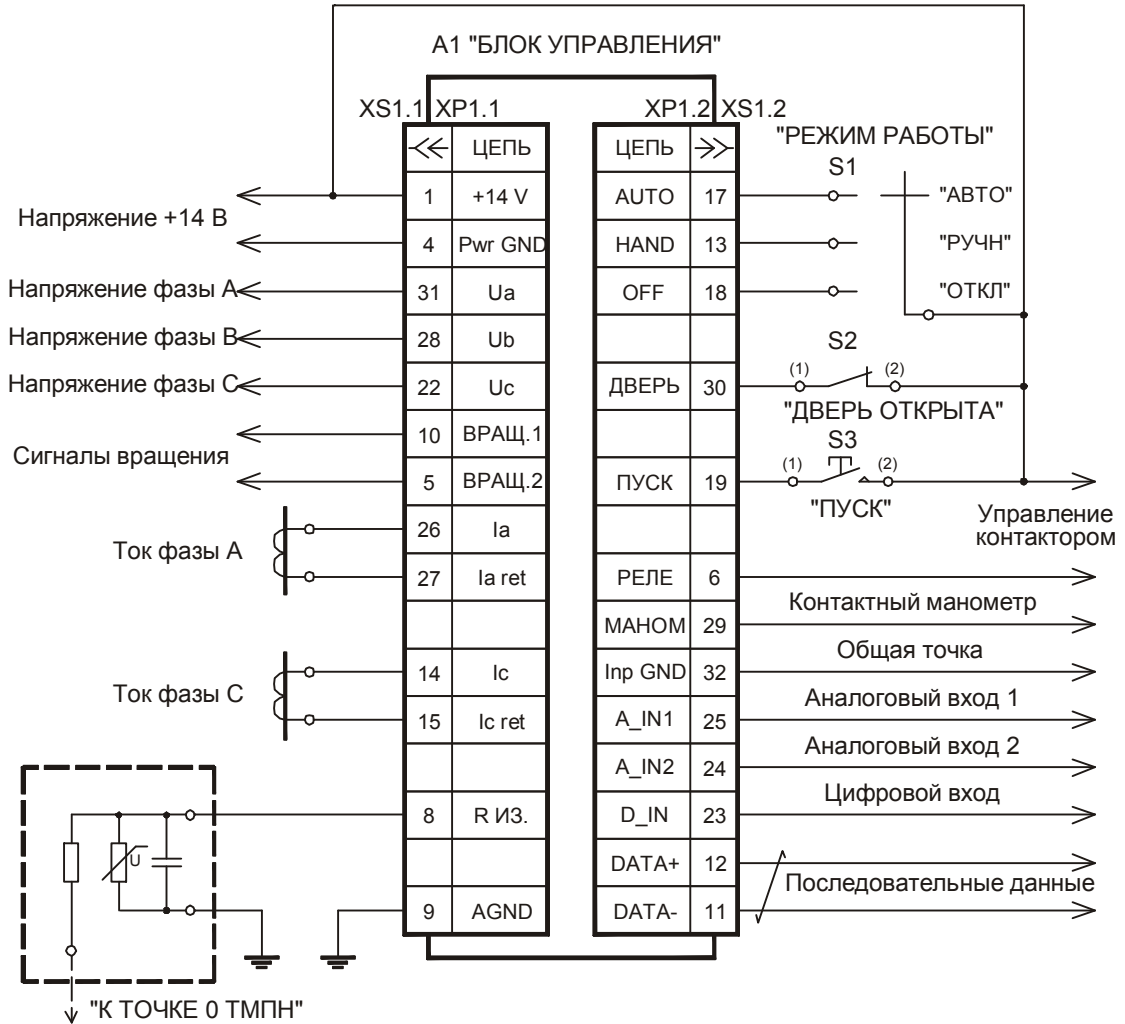 А1 "БЛОК УПРАВЛЕНИЯ"
XS1.1 XP1.1
XP1.2 XS1.2
ЦЕПЬ
1 +14 V
4 Pwr GND
31 Ua
28 Ub
22 Uc
10 ВРАЩ.1
5 ВРАЩ.2
26 Ia
27 Ia ret
14 Ic
15 Ic ret
8 R ИЗ.
9 AGND
ЦЕПЬ
AUTO 17
HAND 13
OFF 18
ДВЕРЬ 30
ПУСК 19
РЕЛЕ 6
МАНОМ 29
Inp GND 32
A_IN1 25
A_IN2 24
D_IN 23
DATA+ 12
DATA- 11
Напряжение +14 В
Напряжение фазы А
Напряжение фазы В
Напряжение фазы С
Сигналы вращения
Ток фазы А
Ток фазы С
U
"К ТОЧКЕ 0 ТМПН"
"РЕЖИМ РАБОТЫ"
S1
"АВТО"
"РУЧН"
"ОТКЛ"
S2
(1) (2)
"ДВЕРЬ ОТКРЫТА"
S3
(1) (2)
"ПУСК"
Управление
контактором
Контактный манометр
Общая точка
Аналоговый вход 1
Аналоговый вход 2
Цифровой вход
Последовательные данные